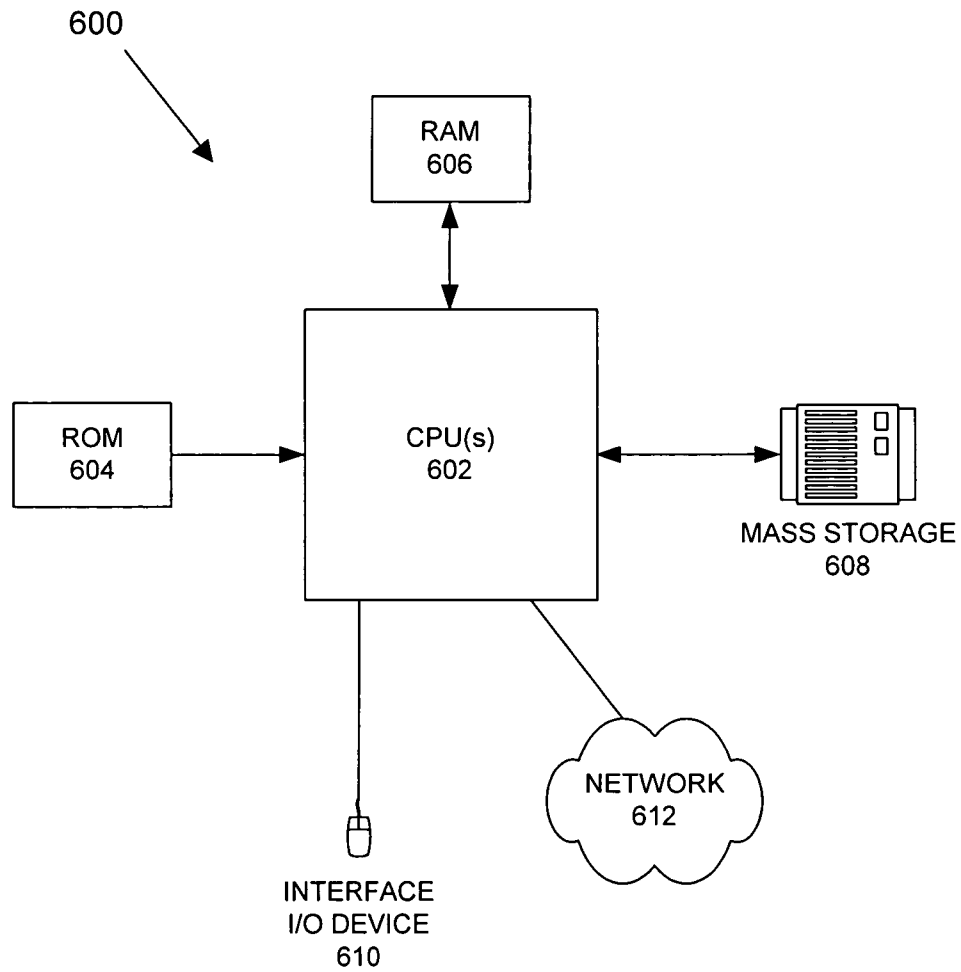 600
RAM
606
ROM
604
CPU(s)
602
MASS STORAGE
608
NETWORK
612
INTERFACE
I/O DEVICE
610